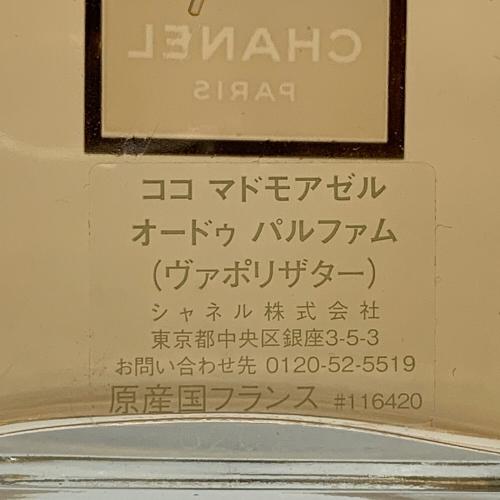 CHANEL
PARIS
ココ マドモアゼル
オードゥ パルファム
(ヴァポリザター)
シャネル株式会社
東京都中央区銀座3-5-3
お問い合わせ先 0120-52-5519
原産国フランス #116420